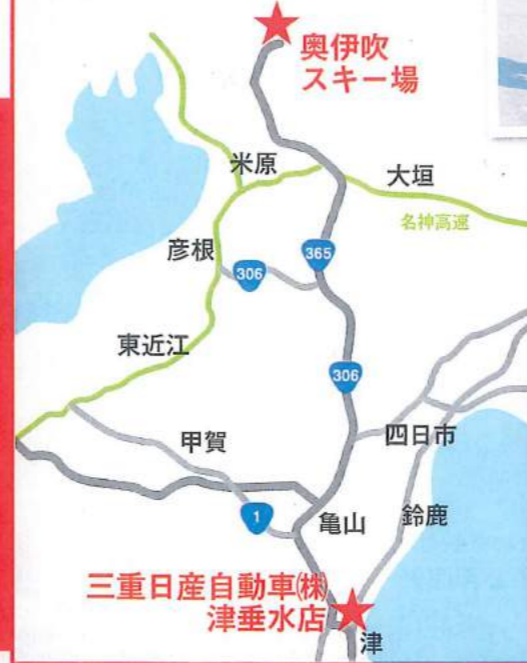 奥伊吹
スキー場
米原
大垣
名神高速
彦根
306
365
東近江
306
甲賀
四日市
1
亀山
鈴鹿
三重日産自動車㈱
津垂水店
津